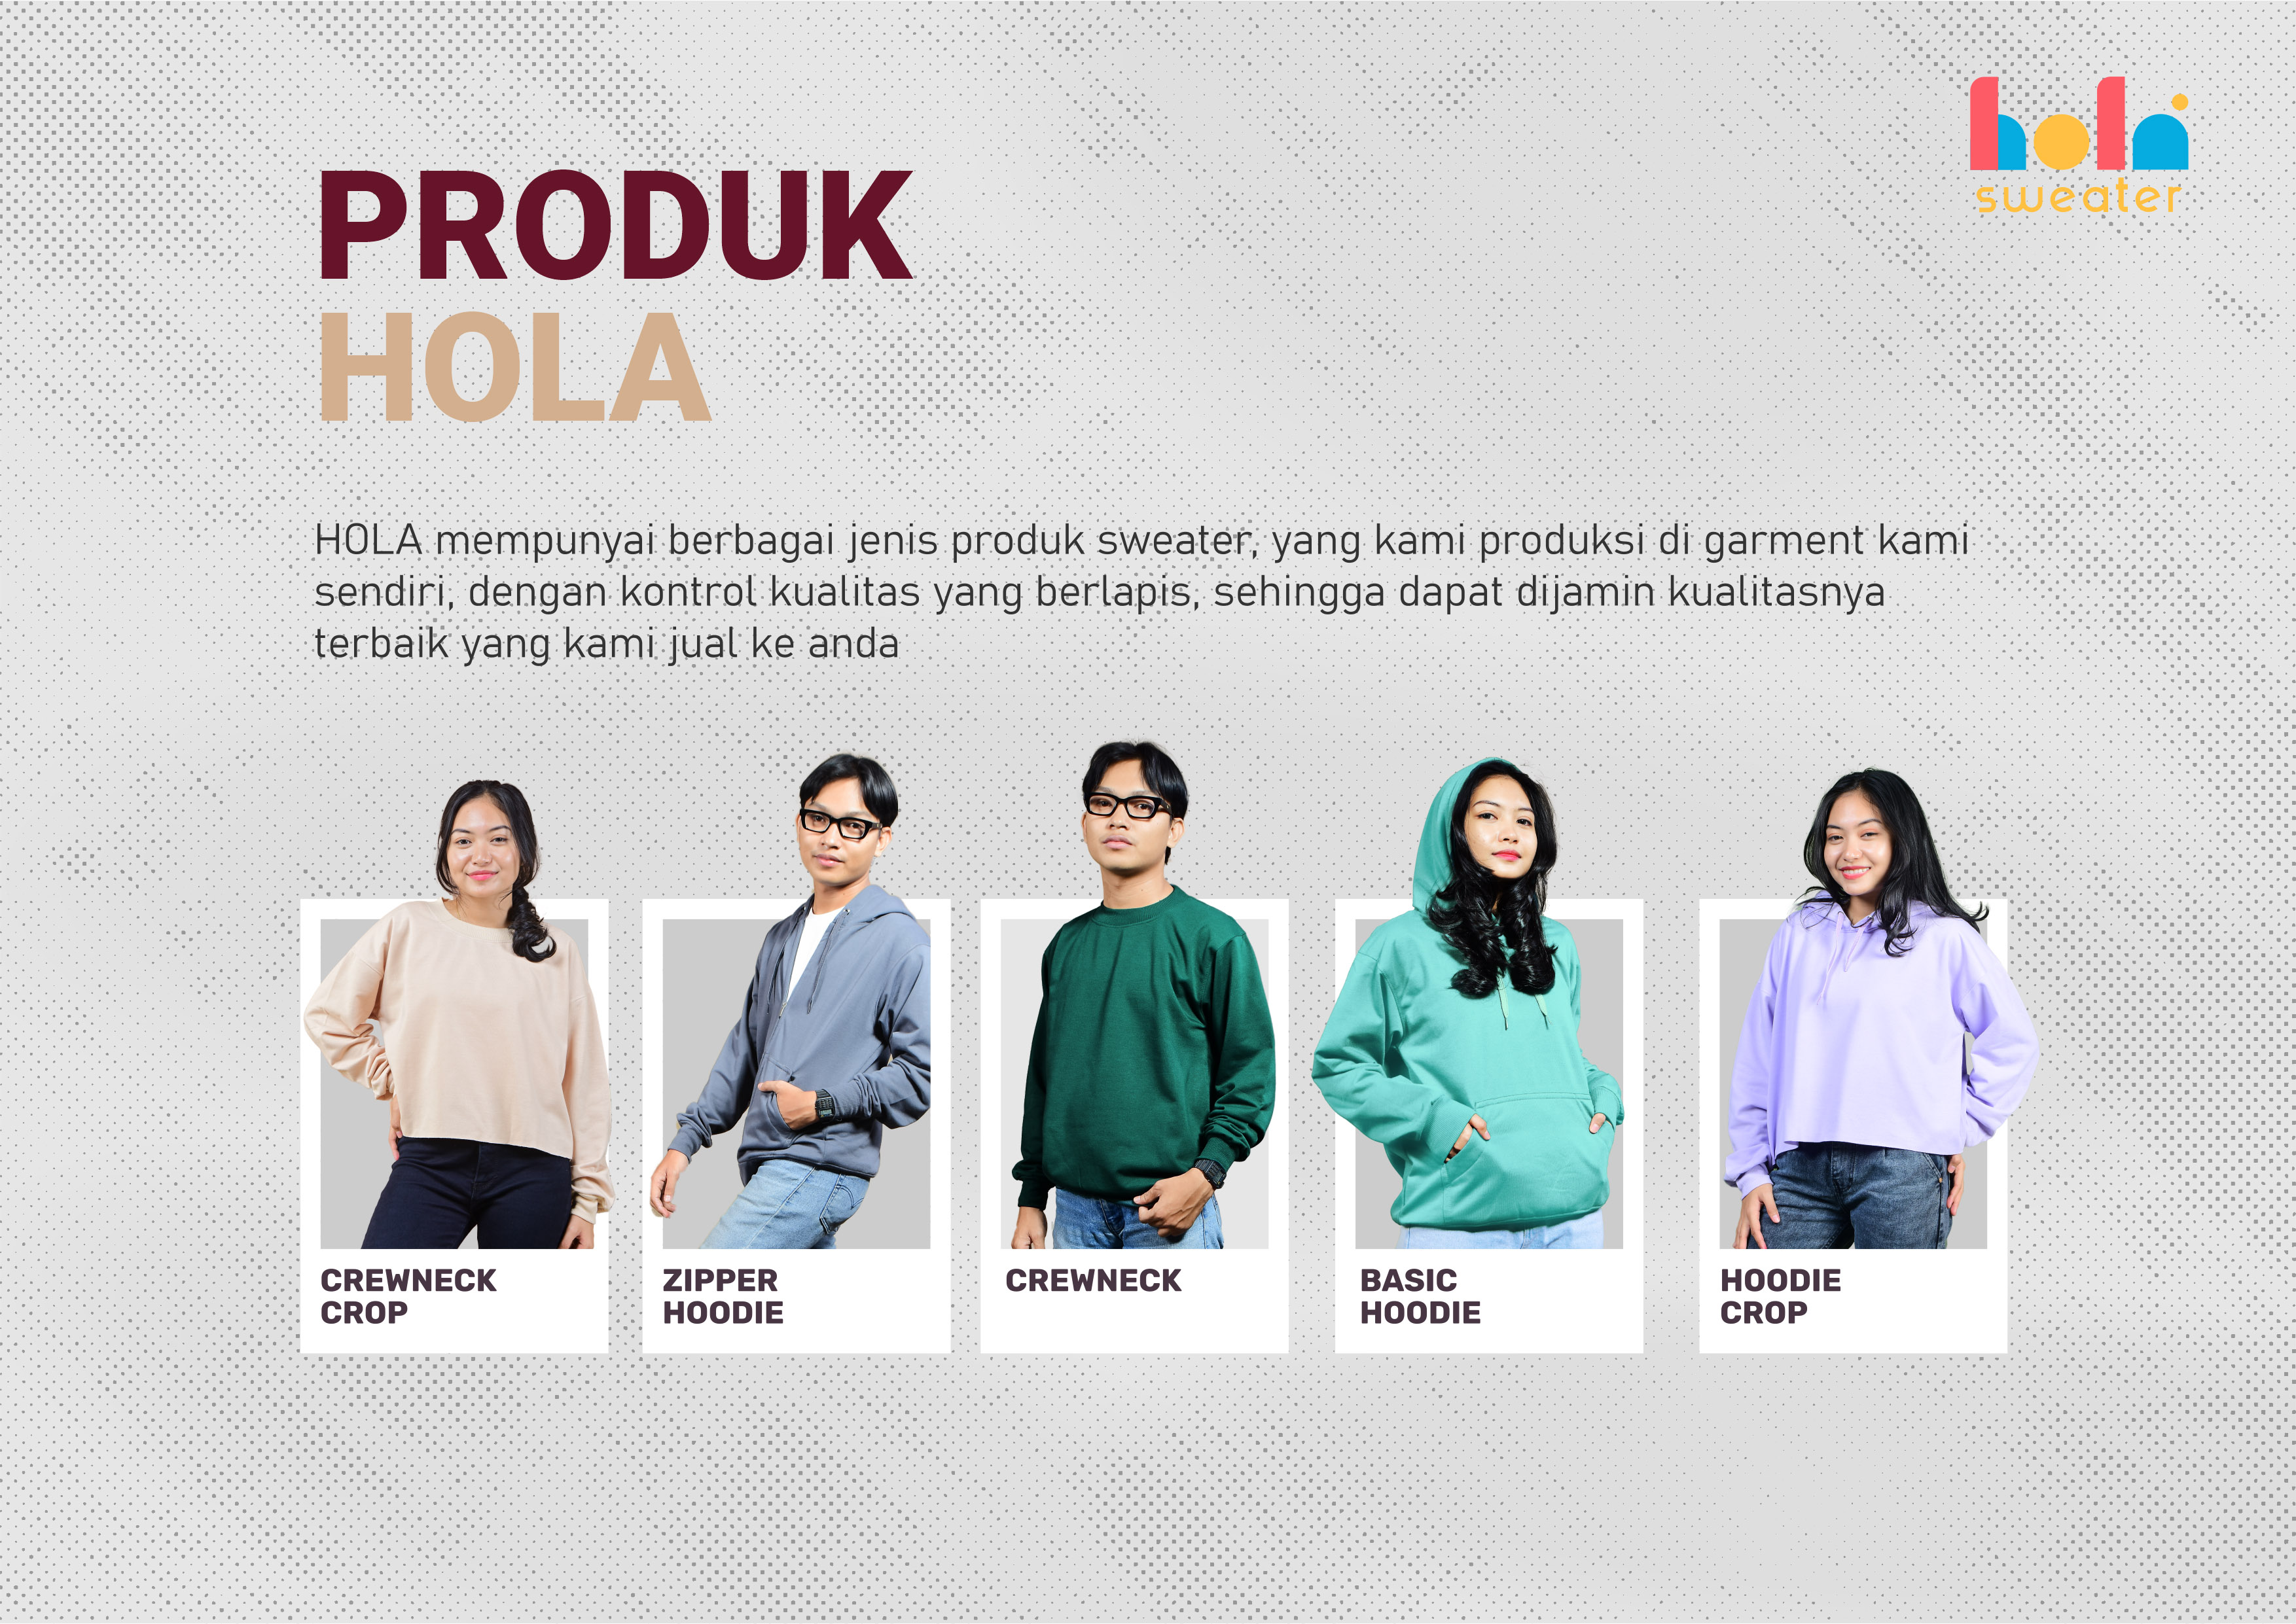 hola
sweater
PRODUK
HOLA
HOLA mempunyai berbagai jenis produk sweater, yang kami produksi di garment kami
sendiri, dengan kontrol kualitas yang berlapis, sehingga dapat dijamin kualitasnya
terbaik yang kami jual ke anda
CREWNECK
CROP
ZIPPER
HOODIE
CREWNECK
BASIC
HOODIE
HOODIE
CROP